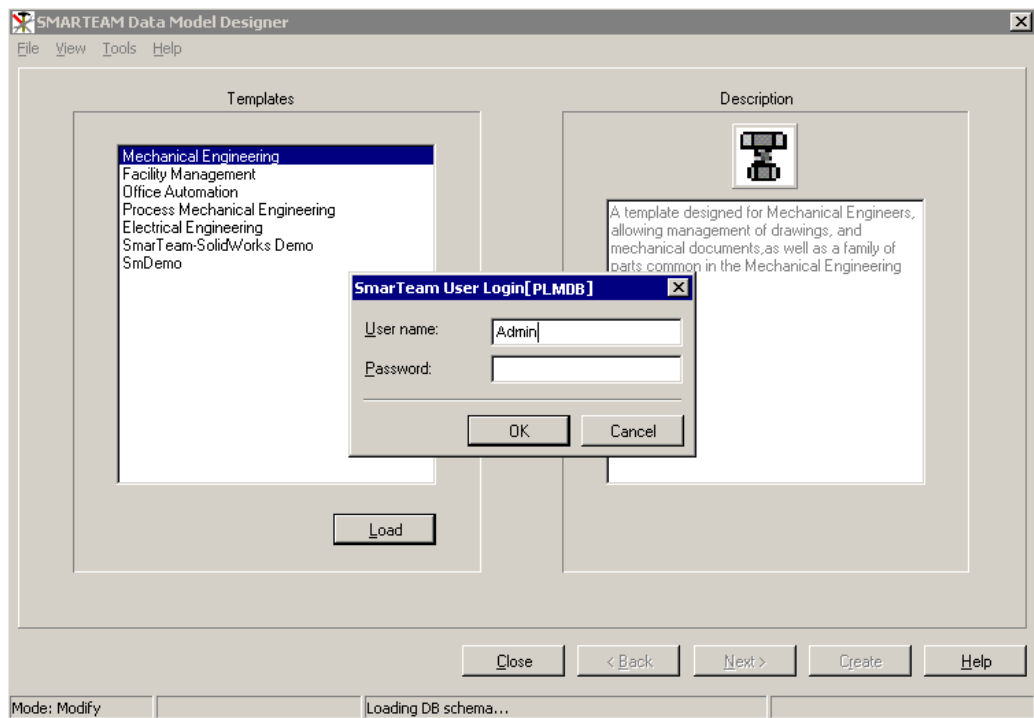 SMARTEAM Data Model Designer
File View Tools Help
Templates
Description
Mechanical Engineering
Facility Management
Office Automation
Process Mechanical Engineering
Electrical Engineering
SmarTeam-SolidWorks Demo
SmDemo
A template designed for Mechanical Engineers,
allowing management of drawings, and
mechanical documents,as well as a family of
parts common in the Mechanical Engineering
SmarTeam User Login[PLMDB]
User name:
Admin
Password:
OK
Cancel
Load
Close
< Back
Next >
Create
Help
Mode: Modify
Loading DB schema...